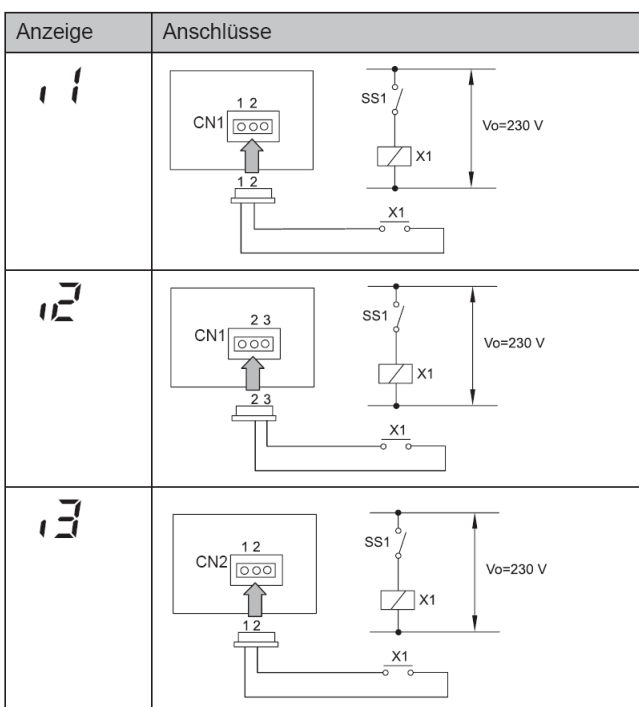 Anzeige Anschlüsse
i1
1 2
CN1
1 2
X1
SS1
X1
Vo=230 V
i2
2 3
CN1
2 3
X1
SS1
X1
Vo=230 V
i3
1 2
CN2
1 2
X1
SS1
X1
Vo=230 V